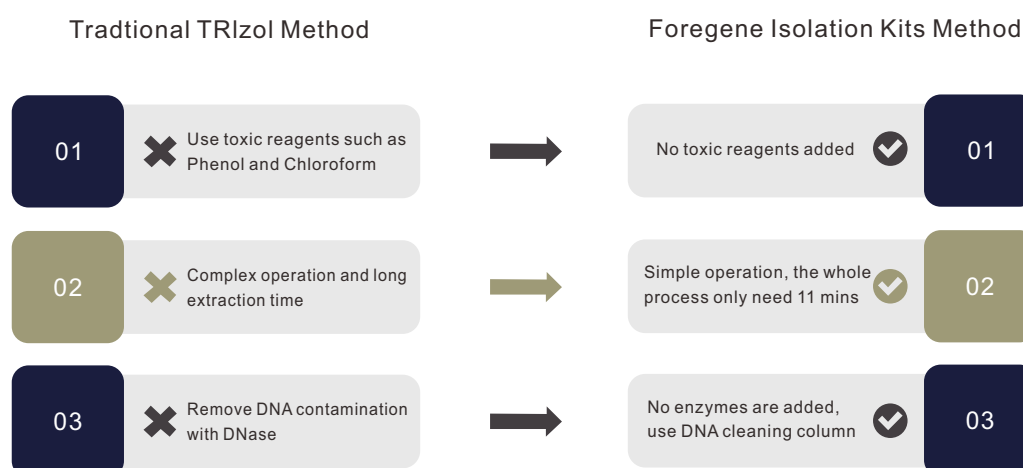 Tradtional TRIzol Method
Foregene Isolation Kits Method
01
Use toxic reagents such as
Phenol and Chloroform
No toxic reagents added
01
02
Complex operation and long
extraction time
Simple operation, the whole
process only need 11 mins
02
03
Remove DNA contamination
with DNase
No enzymes are added,
use DNA cleaning column
03